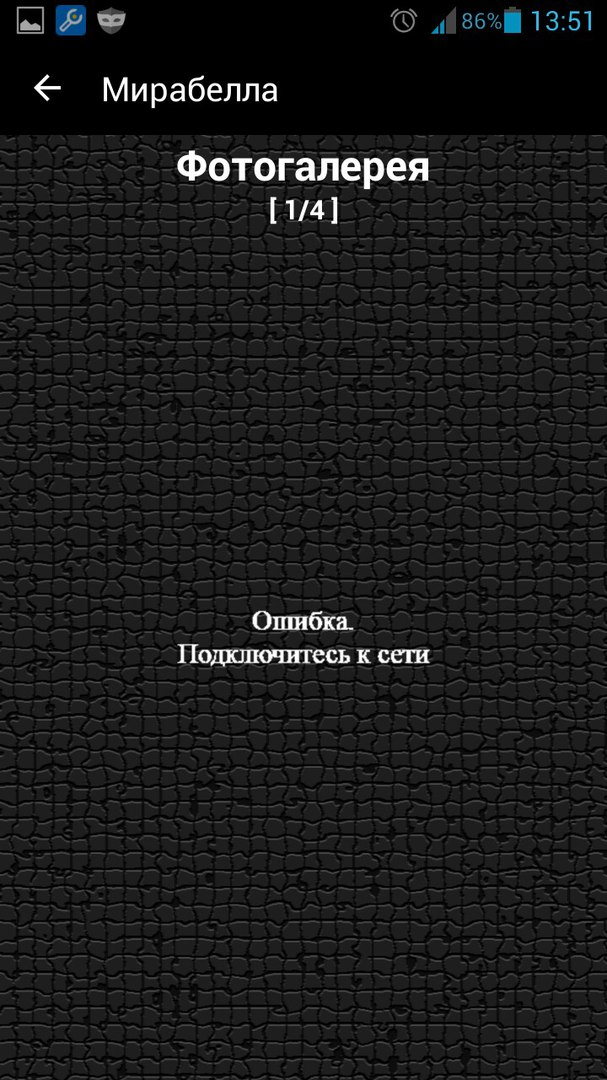 86% 13:51
Мирабелла
Фотогалерея
[ 1/4 ]
Ошибка.
Подключитесь к сети